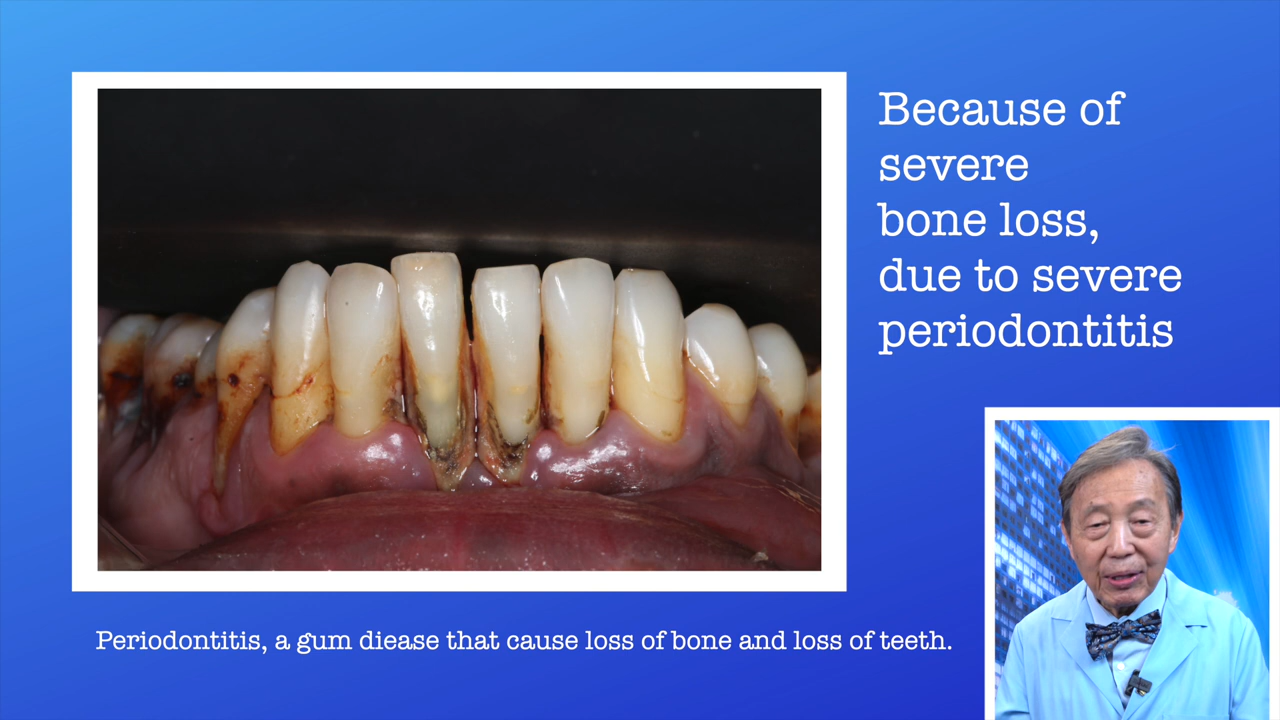 Because of
severe
bone loss,
due to severe
periodontitis
Periodontitis, a gum diease that cause loss of bone and loss of teeth.